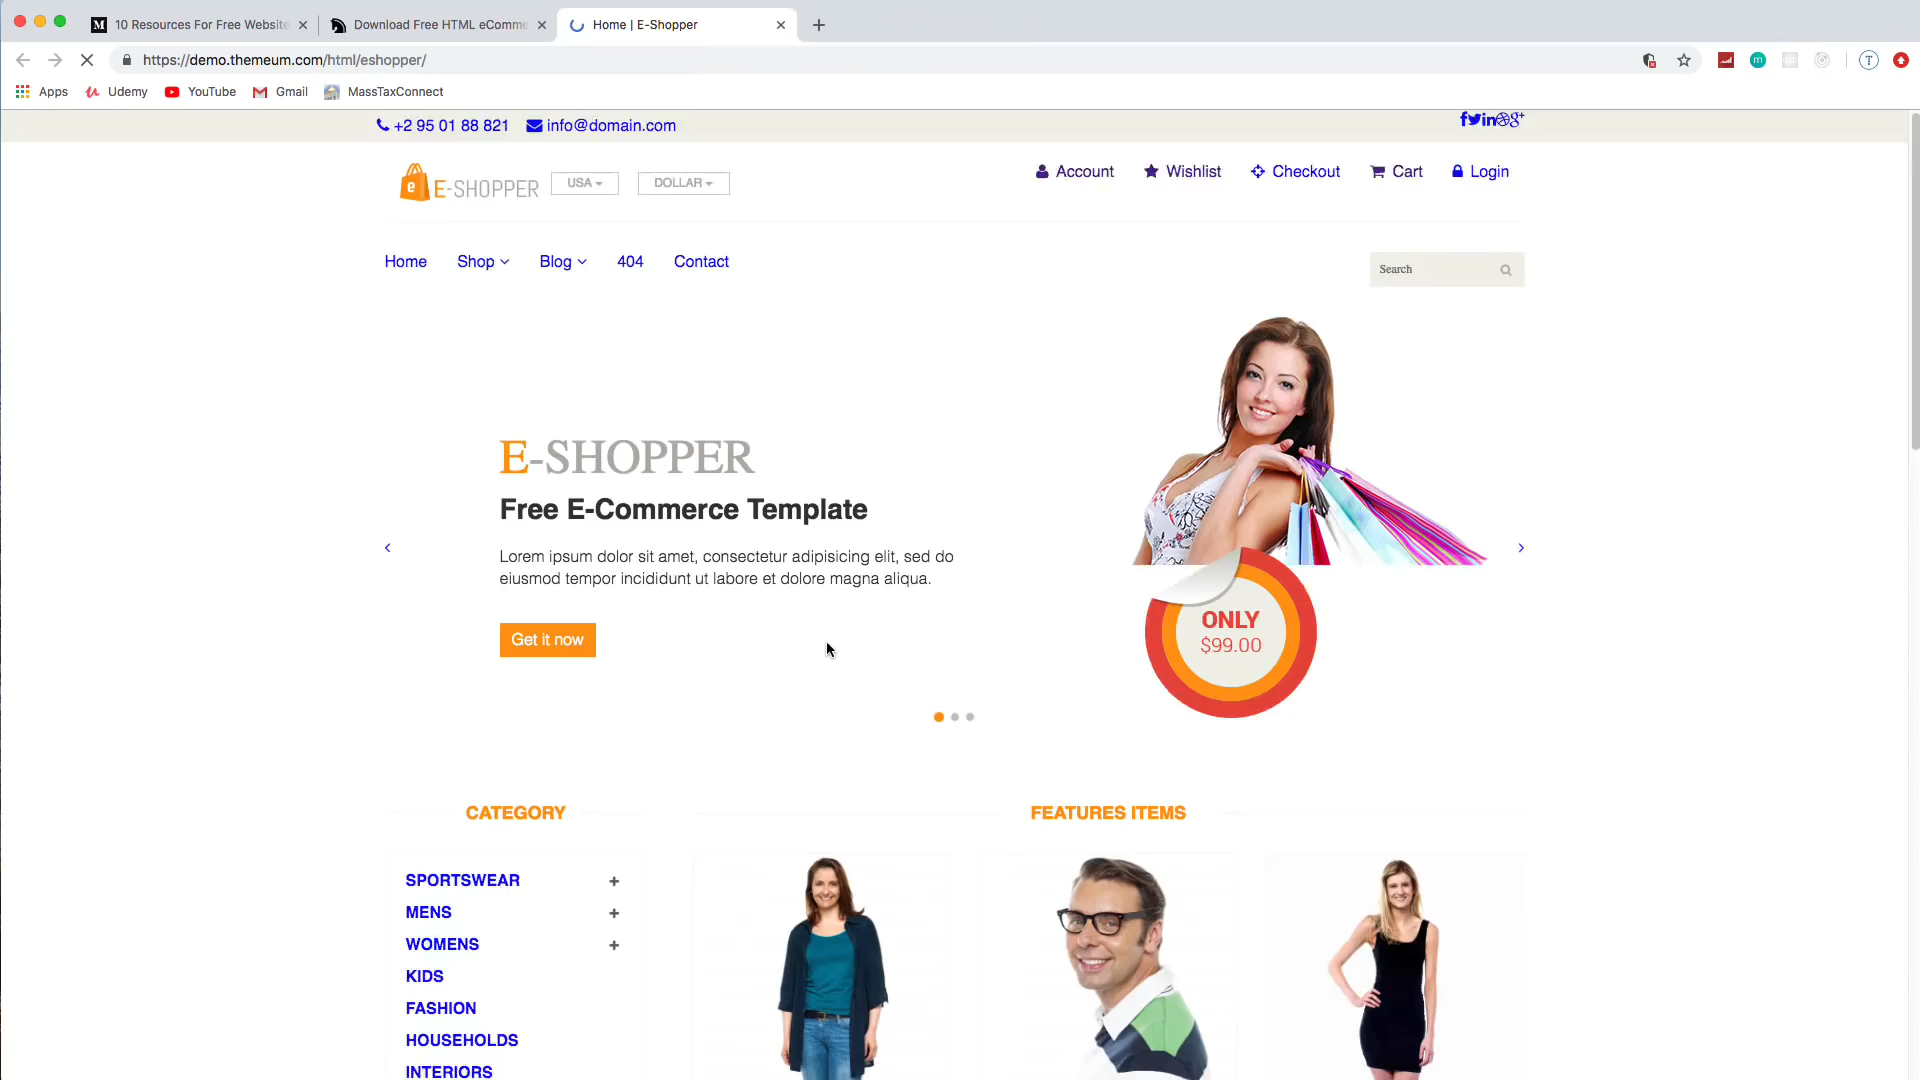 10 Resources For Free Website
Download Free HTML eComme
Home | E-Shopper
https://demo.themeum.com/html/eshopper/
T
Apps
Udemy
YouTube
Gmail
MassTaxConnect
+2 95 01 88 821
info@domain.com
E-SHOPPER
USA
DOLLAR
Account
Wishlist
Checkout
Cart
Login
Home
Shop
Blog
404
Contact
Search
E-SHOPPER
Free E-Commerce Template
Lorem ipsum dolor sit amet, consectetur adipisicing elit, sed do
eiusmod tempor incididunt ut labore et dolore magna aliqua.
Get it now
ONLY
$99.00
CATEGORY
FEATURES ITEMS
SPORTSWEAR
MENS
WOMENS
KIDS
FASHION
HOUSEHOLDS
INTERIORS